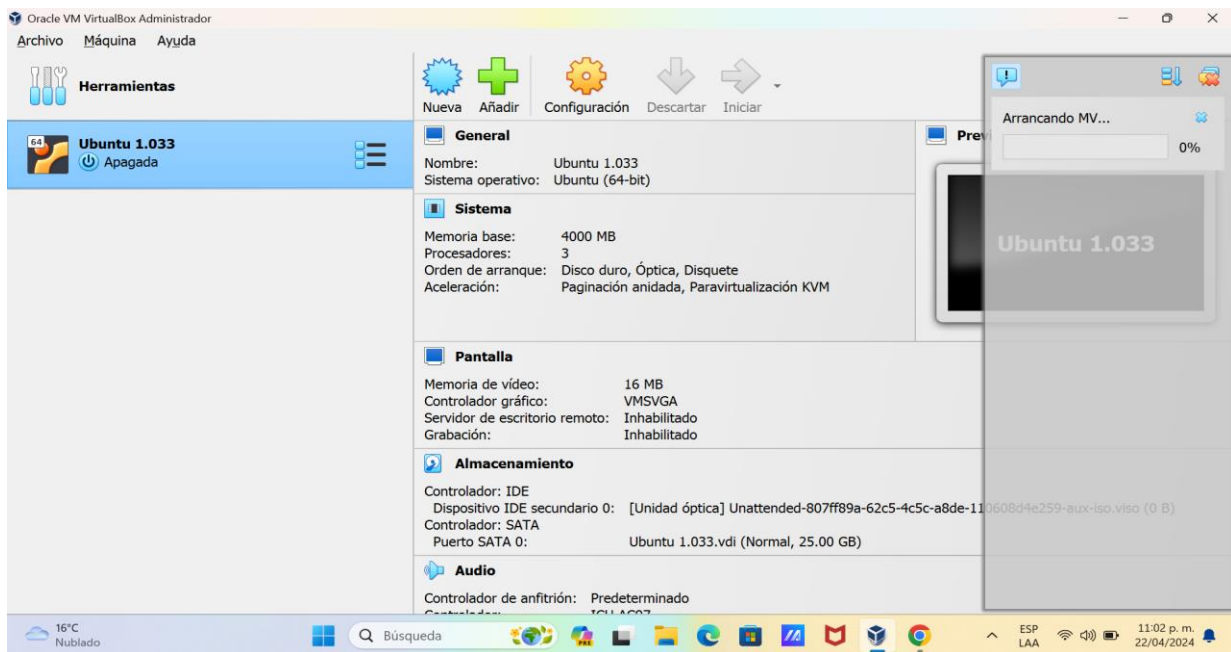 Oracle VM VirtualBox Administrador
Archivo Máquina Ayuda
Herramientas
Nueva Añadir Configuración Descartar Iniciar
64
Ubuntu 1.033
Apagada
General
Nombre: Ubuntu 1.033
Sistema operativo: Ubuntu (64-bit)
Sistema
Memoria base: 4000 MB
Procesadores: 3
Orden de arranque: Disco duro, Óptica, Disquete
Aceleración: Paginación anidada, Paravirtualización KVM
Prev
Arrancando MV...
0%
Ubuntu 1.033
Pantalla
Memoria de vídeo: 16 MB
Controlador gráfico: VMSVGA
Servidor de escritorio remoto: Inhabilitado
Grabación: Inhabilitado
Almacenamiento
Controlador: IDE
Dispositivo IDE secundario 0: [Unidad óptica] Unattended-807ff89a-62c5-4c5c-a8de-110608d4e259-aux-iso.viso (0 B)
Controlador: SATA
Puerto SATA 0: Ubuntu 1.033.vdi (Normal, 25.00 GB)
Audio
Controlador de anfitrión: Predeterminado
16°C
Nublado
Búsqueda
PRE
ESP
LAA
11:02 p. m.
22/04/2024